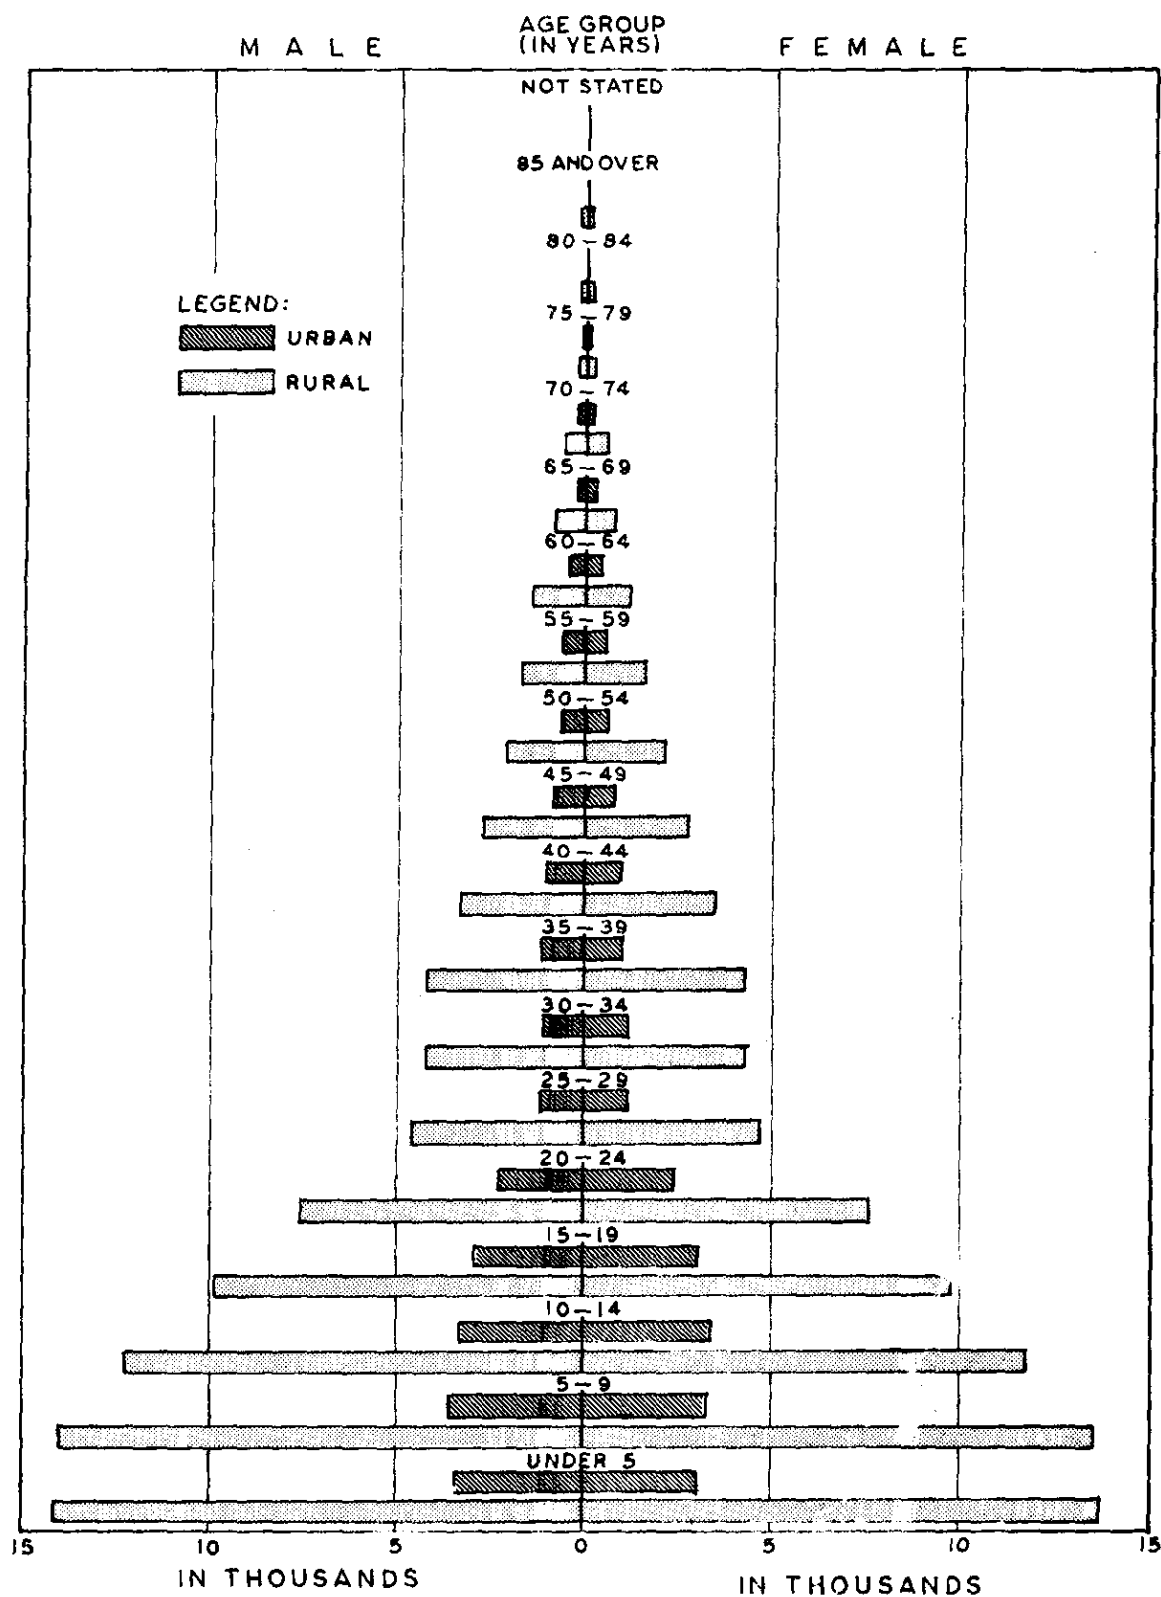 AGE GROUP
(IN YEARS)
MALE
FEMALE
NOT STATED
85 AND OVER
80 - 84
75 - 79
LEGEND:
URBAN
RURAL
70 - 74
65 - 69
60 - 64
55 - 59
50 - 54
45 - 49
40 - 44
35 - 39
30 - 34
25 - 29
20 - 24
15 - 19
10 - 14
5 - 9
UNDER 5
15 10 5 0 5 10 15
IN THOUSANDS
IN THOUSANDS